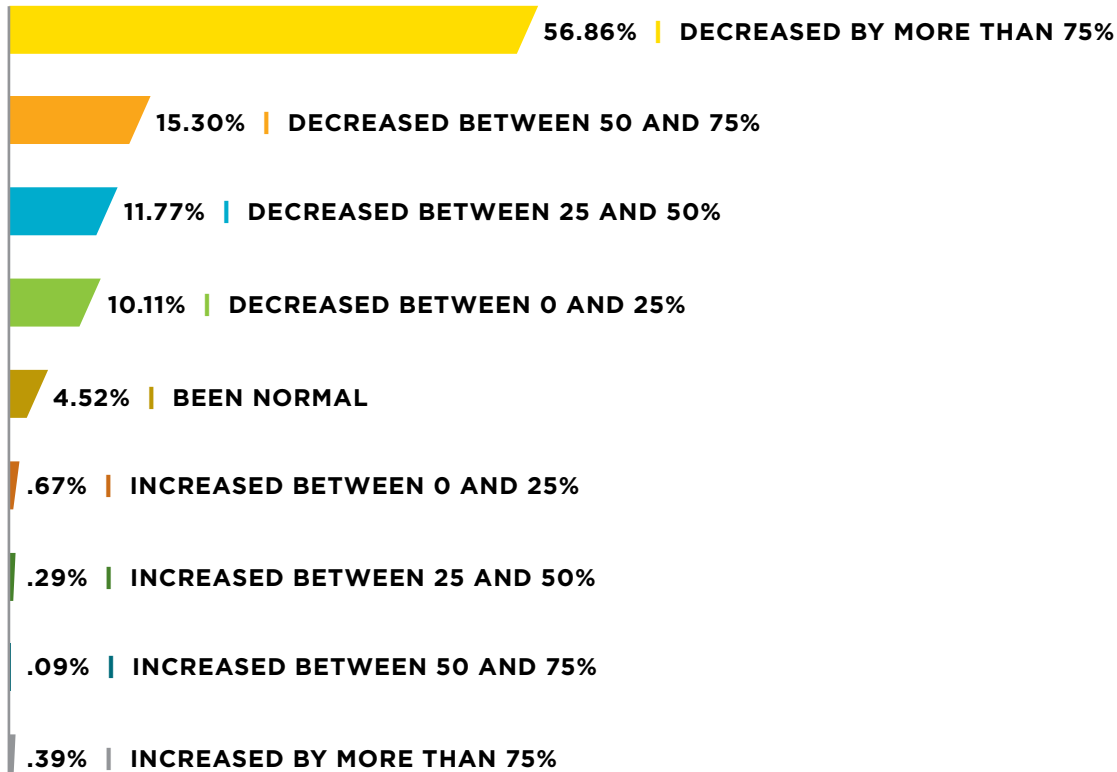 56.86% | DECREASED BY MORE THAN 75%
15.30% | DECREASED BETWEEN 50 AND 75%
11.77% | DECREASED BETWEEN 25 AND 50%
10.11% | DECREASED BETWEEN 0 AND 25%
4.52% | BEEN NORMAL
.67% | INCREASED BETWEEN 0 AND 25%
.29% | INCREASED BETWEEN 25 AND 50%
.09% | INCREASED BETWEEN 50 AND 75%
.39% | INCREASED BY MORE THAN 75%